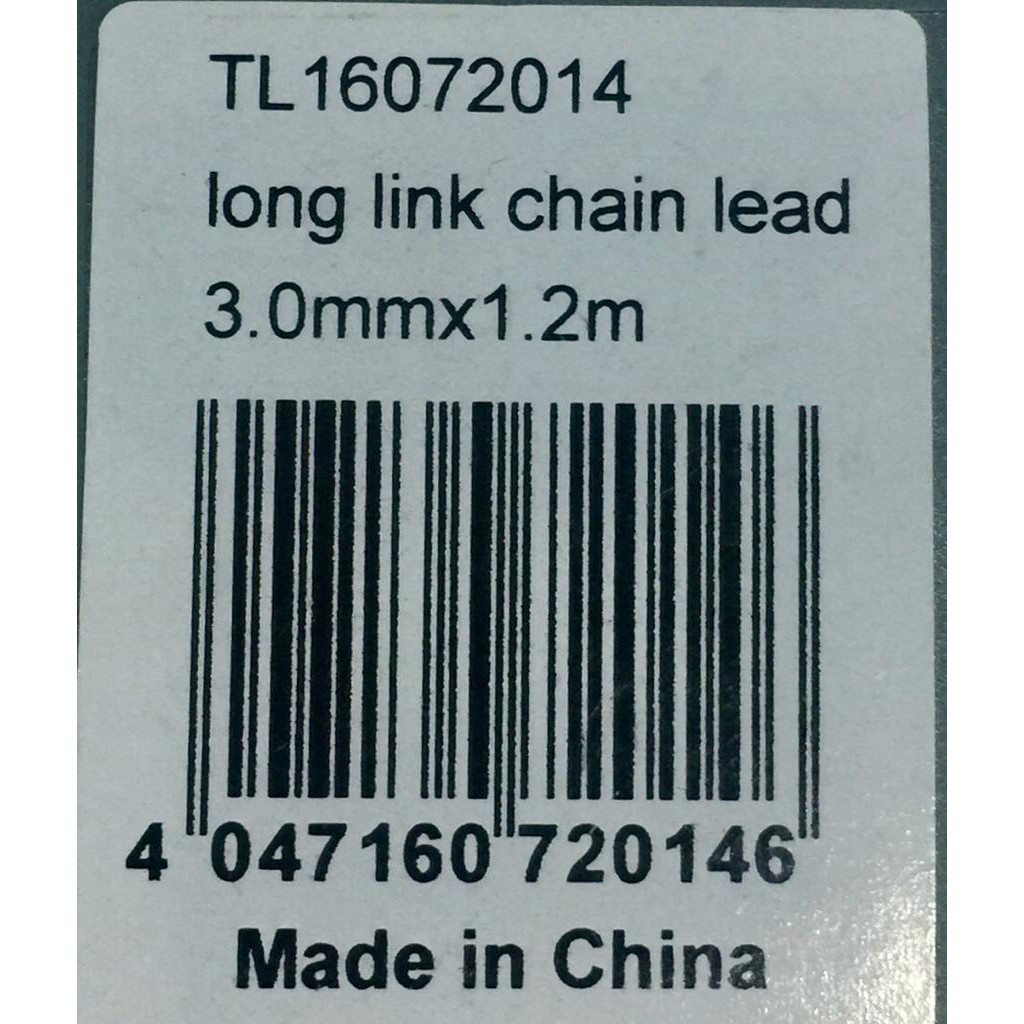 TL16072014
long link chain lead
3.0mmx1.2m
4 047160 720146
Made in China